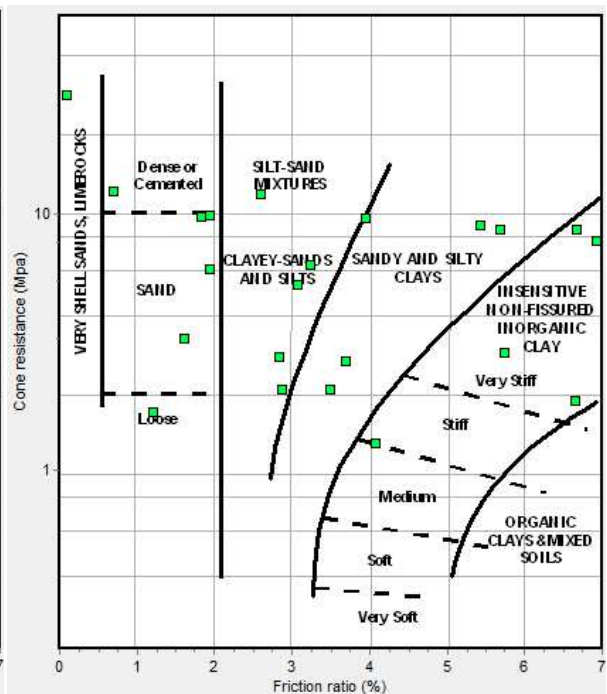 Cone resistance (Mpa)
10
1
VERY SHELL SANDS, LIMEROCKS
Dense or
Cemented
SAND
Loose
SILT-SAND
MIXTURES
CLAYEY-SANDS
AND SILTS
SANDY AND SILTY
CLAYS
INSENSITIVE
NON-FISSURED
INORGANIC
CLAY
Very Stiff
Stiff
Medium
Soft
Very Soft
ORGANIC
CLAYS & MIXED
SOILS
7
0 1 2 3 4 5 6 7
Friction ratio (%)